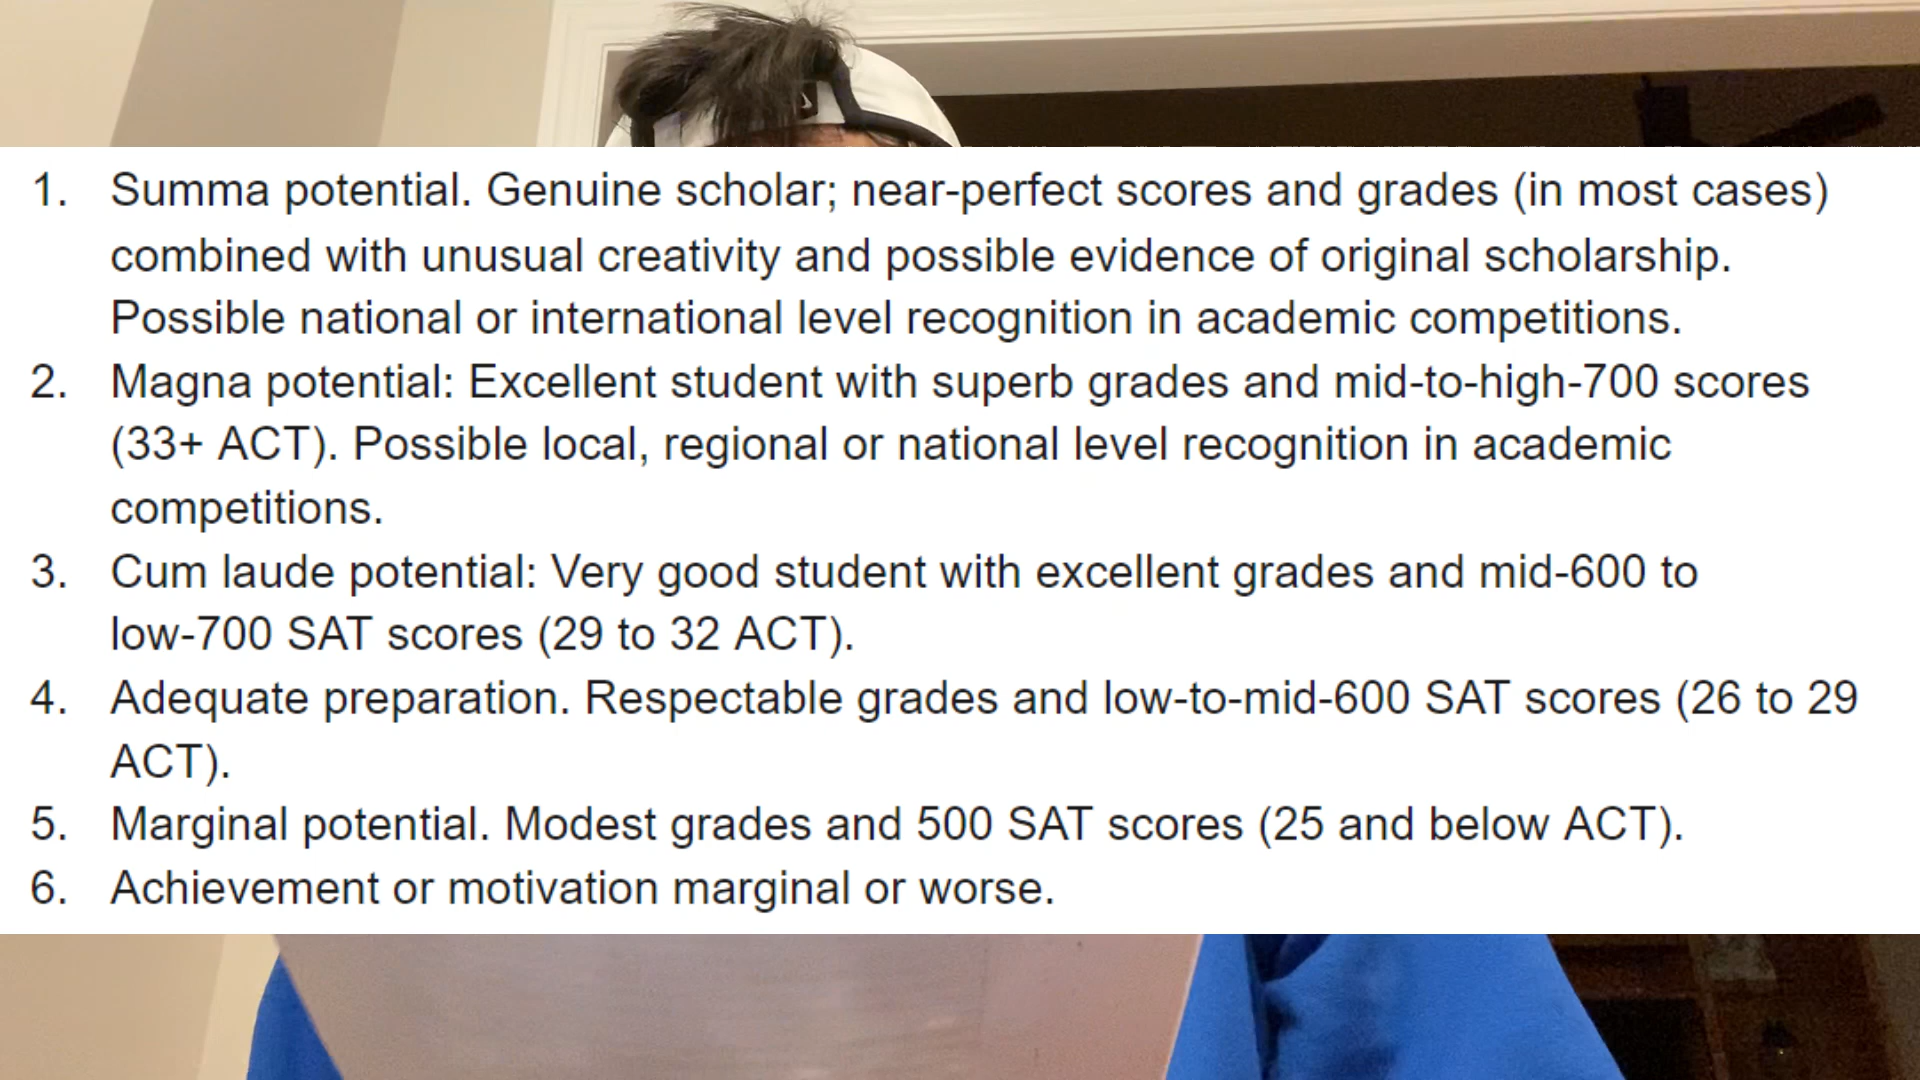 1. Summa potential. Genuine scholar; near-perfect scores and grades (in most cases)
combined with unusual creativity and possible evidence of original scholarship.
Possible national or international level recognition in academic competitions.
2. Magna potential: Excellent student with superb grades and mid-to-high-700 scores
(33+ ACT). Possible local, regional or national level recognition in academic
competitions.
3. Cum laude potential: Very good student with excellent grades and mid-600 to
low-700 SAT scores (29 to 32 ACT).
4. Adequate preparation. Respectable grades and low-to-mid-600 SAT scores (26 to 29
ACT).
5. Marginal potential. Modest grades and 500 SAT scores (25 and below ACT).
6. Achievement or motivation marginal or worse.